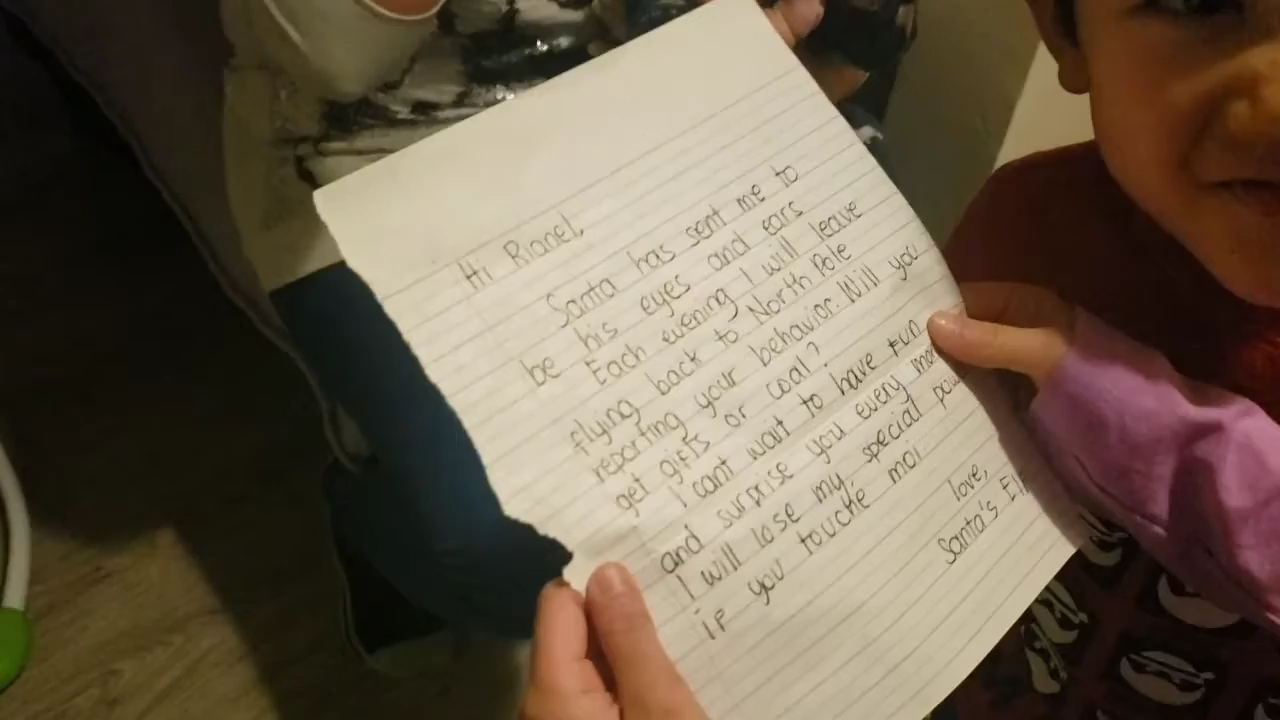 Hi Rionel,
Santa has sent me to
be his eyes and ears
Each evening I will leave
flying back to North Pole
reporting your behavior. Will you
get gifts or coal?
I cant wait to have fun
and surprise you every
I will lose my special
if you touche moi.
love,
Santa's